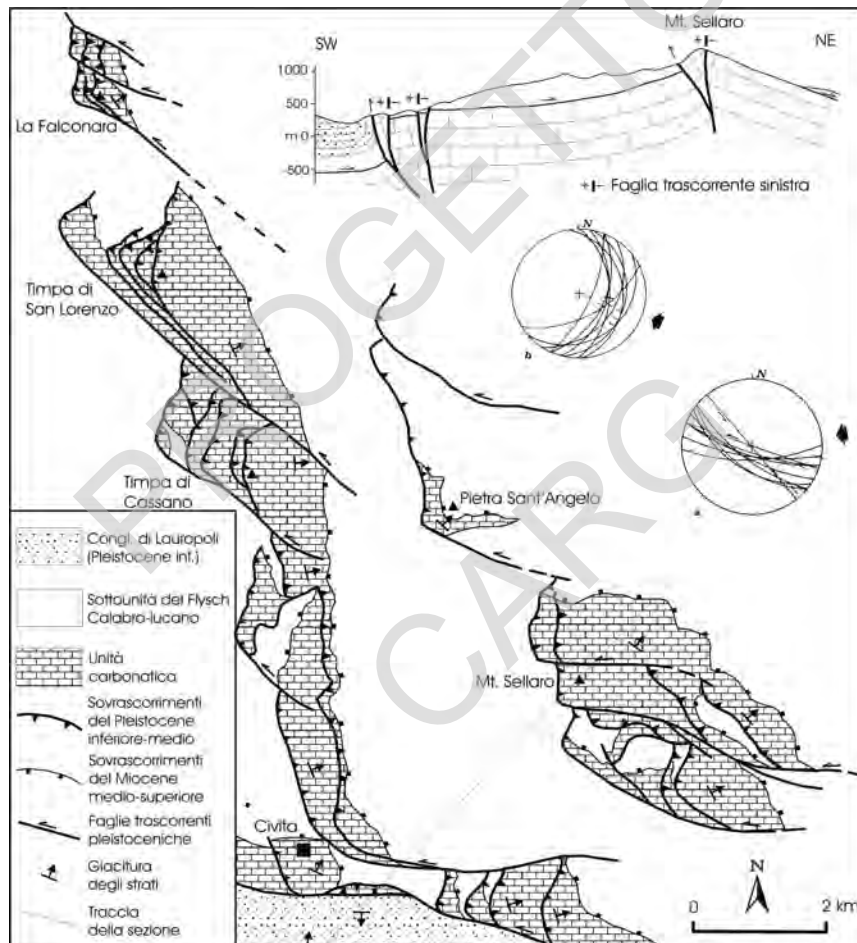 Mt. Sellaro
SW
NE
1000
500
m 0
-500
+ - Faglia trascorrente sinistra
La Falconara
N
b
Timpa di
San Lorenzo
N
a
Timpa di
Cassano
Pietra Sant'Angelo
Mt. Sellaro
Civita
Congl. di Lauropoli
(Pleistocene inf.)
Sottounità del Flysch
Calabro-lucano
Unità
carbonatica
Sovrascorrimenti
del Pleistocene
inferiore-medio
Sovrascorrimenti
del Miocene
medio-superiore
Faglie trascorrenti
pleistoceniche
Giacitura
degli strati
Traccia
della sezione
N
0 2 km
PROGETTO
CARG